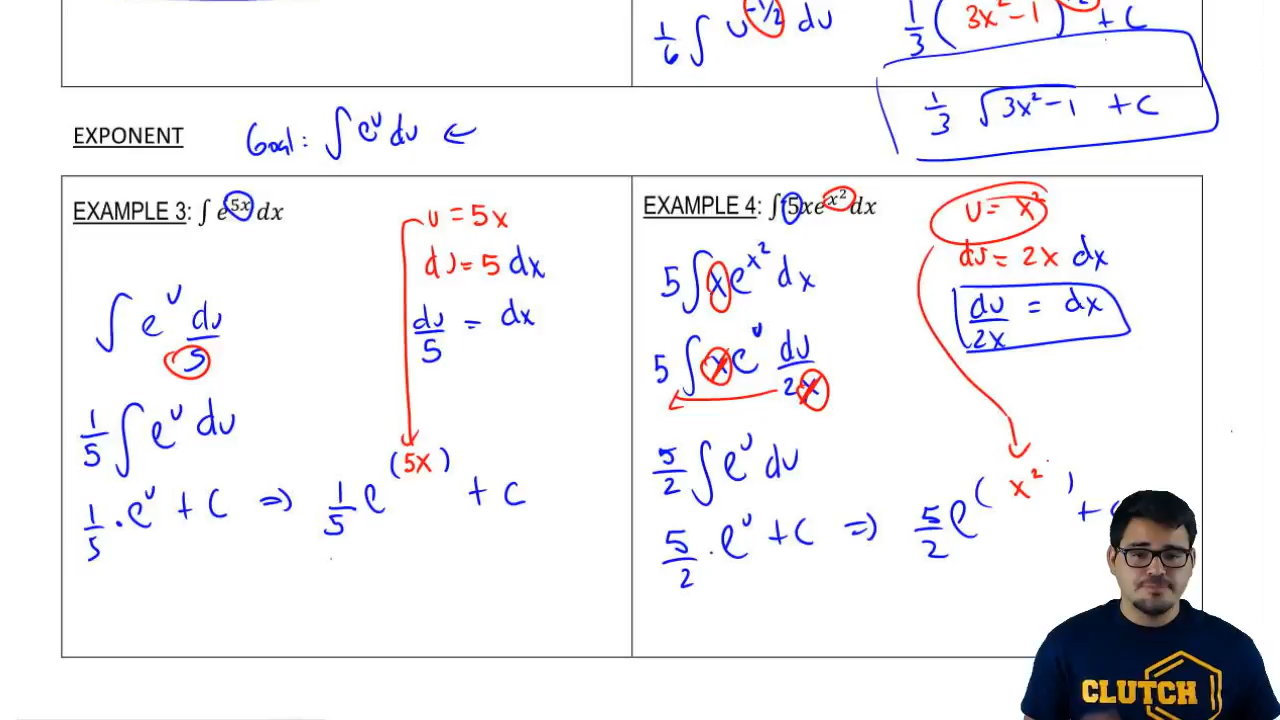 1/6 ∫ u^(-1/2) du
1/3 (3x² − 1) + C
1/3 √(3x² − 1) + C
EXPONENT Goal: ∫ e^u du ←
EXAMPLE 3: ∫ e^(5x) dx
u = 5x
du = 5 dx
du/5 = dx
∫ e^u du/5
1/5 ∫ e^u du
1/5 · e^u + C ⇒ 1/5 e^(5x) + C
EXAMPLE 4: ∫ 5xe^(x²) dx
u = x²
du = 2x dx
du/2x = dx
5 ∫ x e^(x²) dx
5 ∫ x e^u du/2x
5/2 ∫ e^u du
5/2 · e^u + C ⇒ 5/2 e^(x²) +
CLUTCH